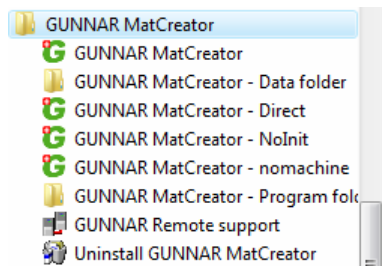 GUNNAR MatCreator
GUNNAR MatCreator
GUNNAR MatCreator - Data folder
GUNNAR MatCreator - Direct
GUNNAR MatCreator - NoInit
GUNNAR MatCreator - nomachine
GUNNAR MatCreator - Program fol
GUNNAR Remote support
Uninstall GUNNAR MatCreator